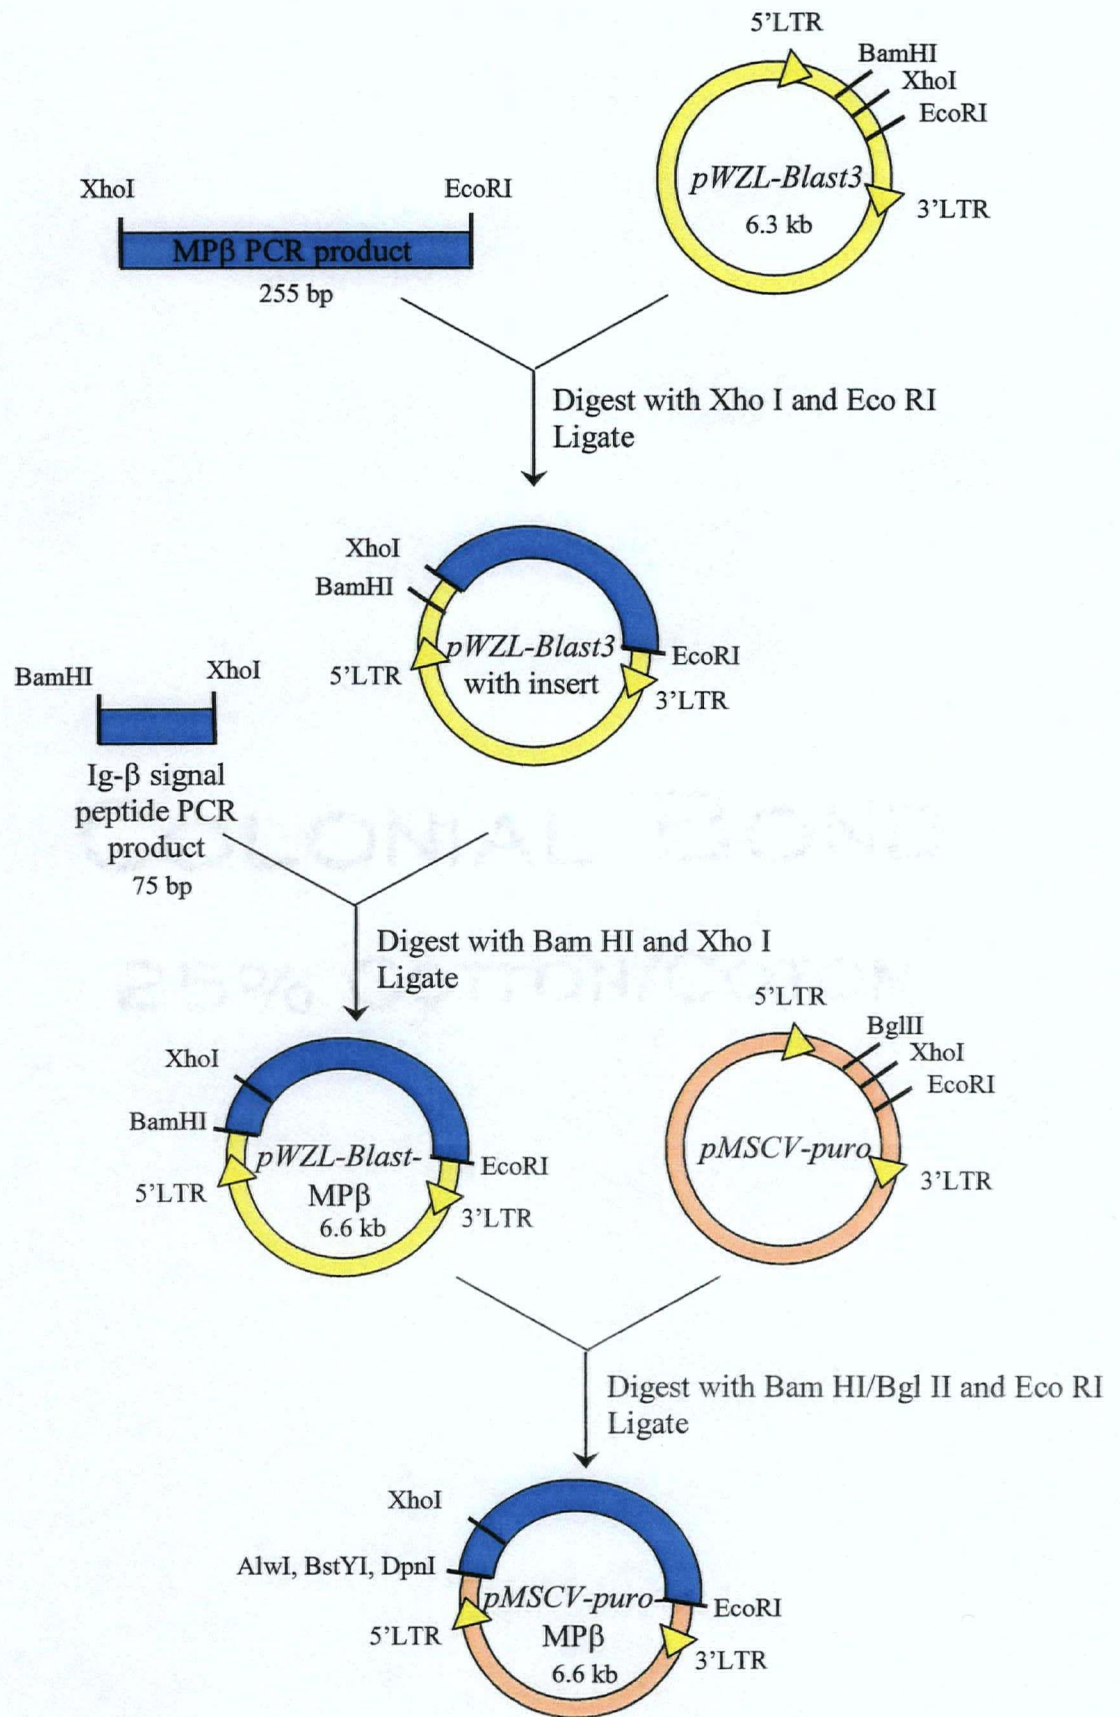 5'LTR
BamHI
XhoI
EcoRI
pWZL-Blast3
6.3 kb
3'LTR
XhoI
EcoRI
MPβ PCR product
255 bp
Digest with Xho I and Eco RI
Ligate
XhoI
BamHI
pWZL-Blast3
with insert
EcoRI
5'LTR
3'LTR
BamHI
XhoI
Ig-β signal
peptide PCR
product
75 bp
COLONIAL BOND
25% COTTON
Digest with Bam HI and Xho I
Ligate
XhoI
BamHI
pWZL-Blast-
MPβ
6.6 kb
EcoRI
5'LTR
3'LTR
5'LTR
BglII
XhoI
EcoRI
pMSCV-puro
3'LTR
Digest with Bam HI/Bgl II and Eco RI
Ligate
XhoI
AlwI, BstYI, DpnI
pMSCV-puro-
MPβ
6.6 kb
EcoRI
5'LTR
3'LTR